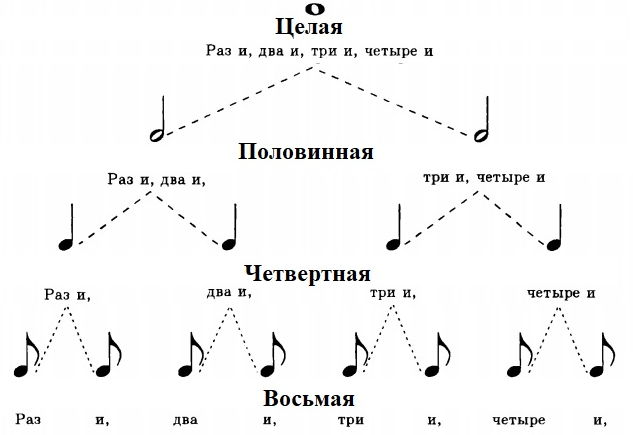 Целая
Раз и, два и, три и, четыре и
Половинная
Раз и, два и, три и, четыре и
Четвертная
Раз и, два и, три и, четыре и
Восьмая
Раз и, два и, три и, четыре и,